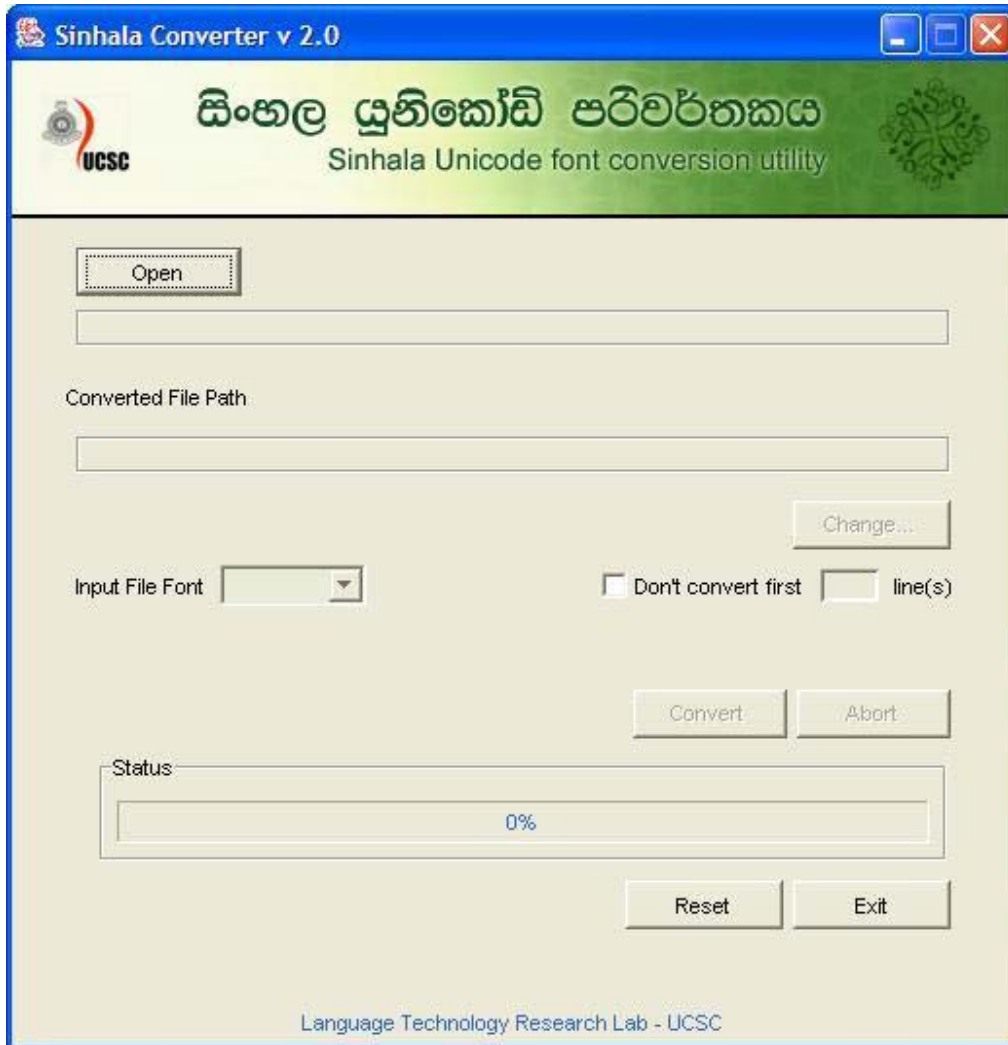 Sinhala Converter v 2.0
සිංහල යුනිකෝඩ් පරිවර්තකය
UCSC
Sinhala Unicode font conversion utility
Open
Converted File Path
Change...
Input File Font
Don't convert first line(s)
Convert Abort
Status
0%
Reset Exit
Language Technology Research Lab - UCSC